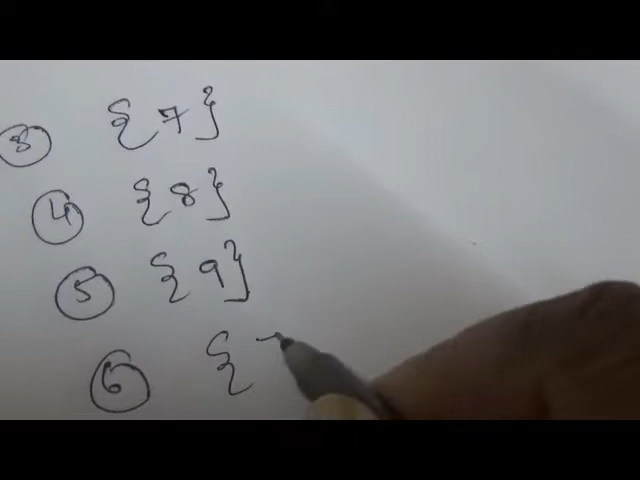 ③ {7}
④ {8}
⑤ {9}
⑥ {